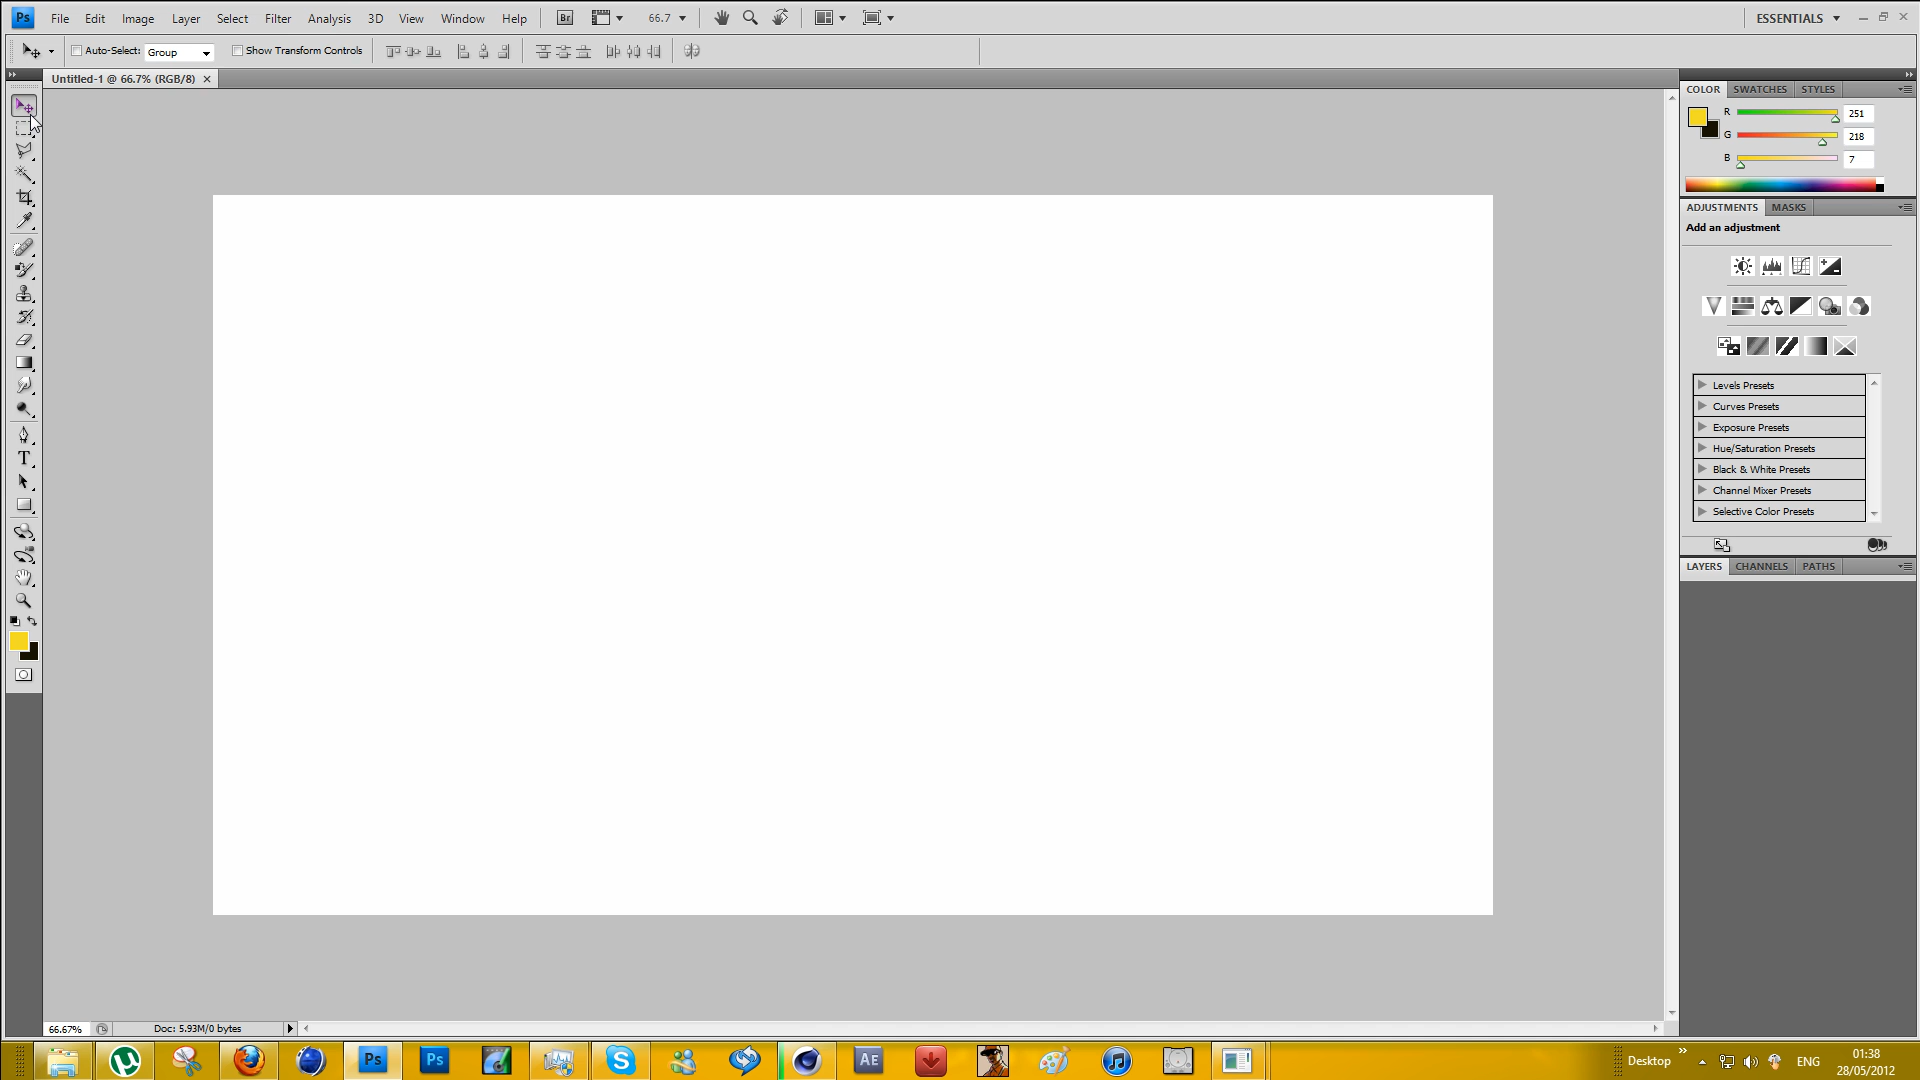 Ps File Edit Image Layer Select Filter Analysis 3D View Window Help Br 66.7 ESSENTIALS
Auto-Select: Group Show Transform Controls
Untitled-1 @ 66.7% (RGB/8)
COLOR SWATCHES STYLES
R 251
G 218
B 7
ADJUSTMENTS MASKS
Add an adjustment
Levels Presets
Curves Presets
Exposure Presets
Hue/Saturation Presets
Black & White Presets
Channel Mixer Presets
Selective Color Presets
LAYERS CHANNELS PATHS
T
66.67% Doc: 5.93M/0 bytes
Ps Ps AE Desktop ENG 01:38
28/05/2012